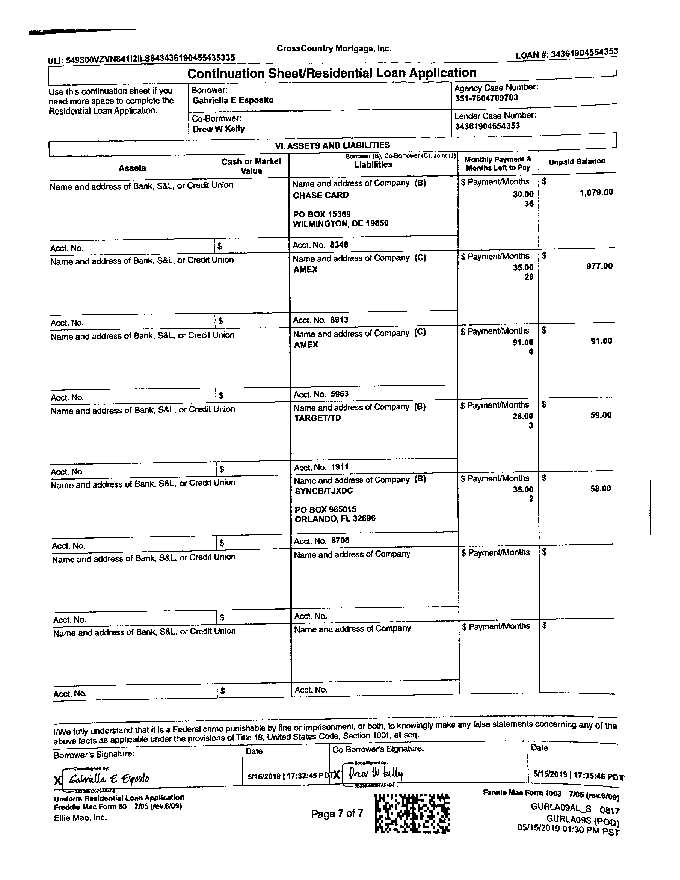 CrossCountry Mortgage, Inc.
LOAN #: 34361904554353
Continuation Sheet/Residential Loan Application
Use this continuation sheet if you
need more space to complete the
Residential Loan Application.
Borrower:
Gabriella E Esposito
Agency Case Number:
Co-Borrower:
Drew W Kelly
Lender Case Number:
34361904554353
VI. ASSETS AND LIABILITIES
Borrower (B), Co-Borrower (C), Joint (J)
Assets
Cash or Market
Value
Liabilities
Monthly Payment &
Months Left to Pay
Unpaid Balance
Name and address of Bank, S&L, or Credit Union
Name and address of Company (B)
$ Payment/Months
$
CHASE CARD
30.00
1,079.00
36
PO BOX 15369
WILMINGTON, DE 19850
Acct. No.
$
Acct. No. 8348
Name and address of Bank, S&L, or Credit Union
Name and address of Company (C)
$ Payment/Months
$
AMEX
35.00
977.00
28
Acct. No.
$
Acct. No. 8913
Name and address of Bank, S&L, or Credit Union
Name and address of Company (C)
$ Payment/Months
$
AMEX
91.00
91.00
Acct. No.
$
Acct. No. 5963
Name and address of Bank, S&L, or Credit Union
Name and address of Company (B)
$ Payment/Months
$
TARGET/TD
59.00
3
Acct. No.
$
Acct. No. 1911
Name and address of Bank, S&L, or Credit Union
Name and address of Company (B)
$ Payment/Months
$
SYNCB/TJXDC
58.00
2
PO BOX 965015
ORLANDO, FL 32896
Acct. No.
$
Acct. No. 8706
Name and address of Bank, S&L, or Credit Union
Name and address of Company
$ Payment/Months
$
Acct. No.
$
Acct. No.
Name and address of Bank, S&L, or Credit Union
Name and address of Company
$ Payment/Months
$
Acct. No.
$
Acct. No.
I/We fully understand that it is a Federal crime punishable by fine or imprisonment, or both, to knowingly make any false statements concerning any of the
above facts as applicable under the provisions of Title 18, United States Code, Section 1001, et seq.
Borrower's Signature:
Date
Co Borrower's Signature:
Date
X Gabriella E Esposito
5/15/2019 | 17:32:45 PDT
X Drew W Kelly
5/15/2019 | 17:35:46 PDT
Uniform Residential Loan Application
Freddie Mac Form 65 7/05 (rev.6/09)
Ellie Mae, Inc.
Page 7 of 7
Fannie Mae Form 1003 7/05 (rev.6/09)
GURLA09AL_S 0817
GURLA09S (POD)
05/15/2019 01:30 PM PST